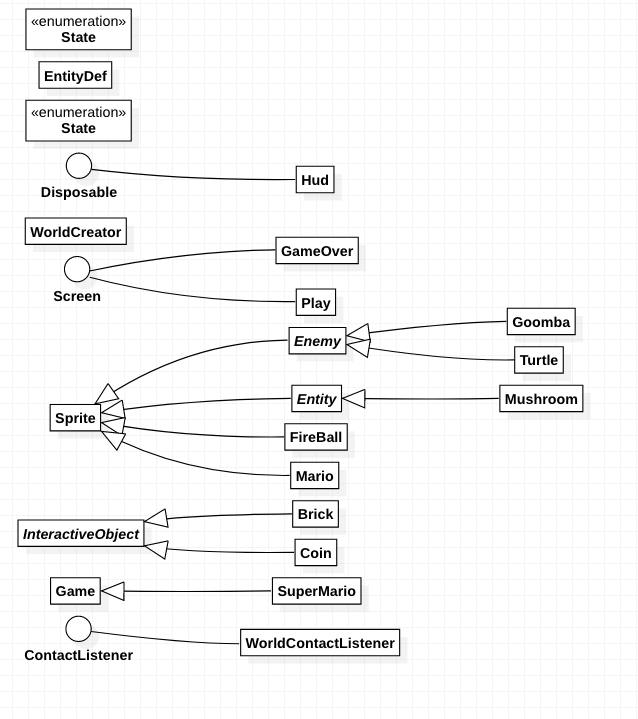 «enumeration»
State
EntityDef
«enumeration»
State
Disposable
Hud
WorldCreator
GameOver
Screen
Play
Goomba
Enemy
Turtle
Entity
Mushroom
Sprite
FireBall
Mario
Brick
InteractiveObject
Coin
Game
SuperMario
WorldContactListener
ContactListener